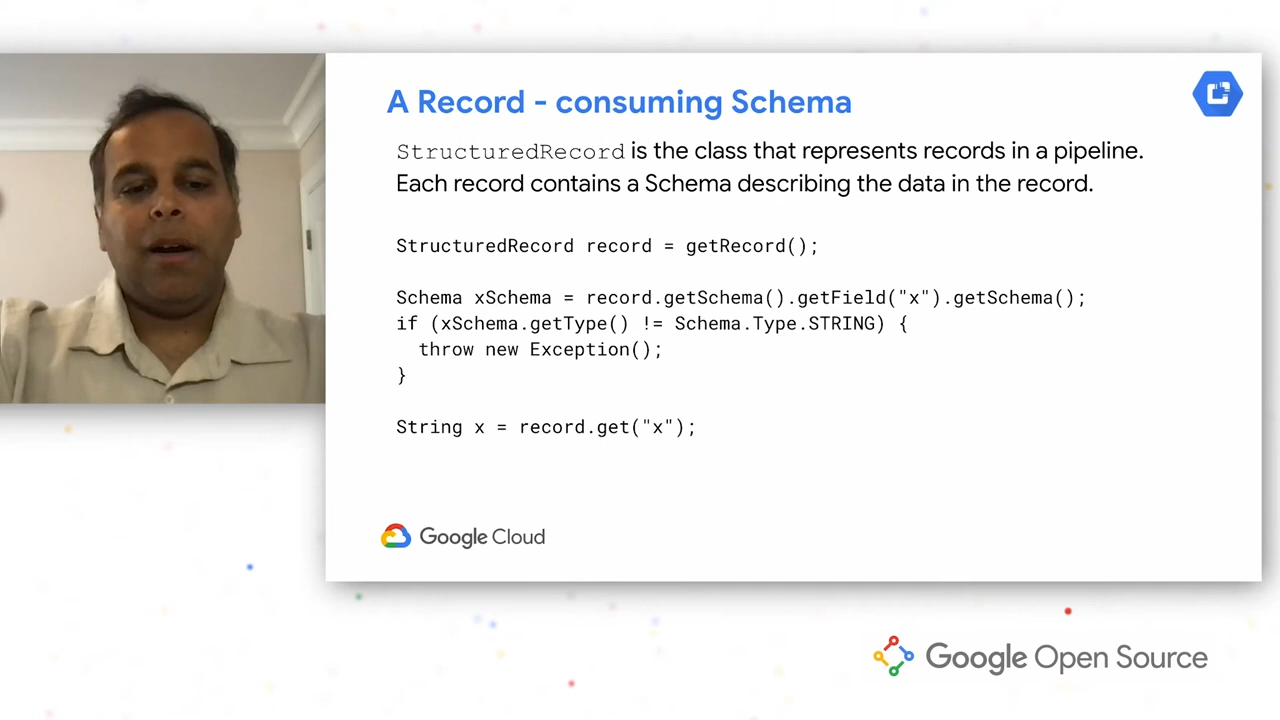 A Record - consuming Schema
StructuredRecord is the class that represents records in a pipeline.
Each record contains a Schema describing the data in the record.
StructuredRecord record = getRecord();
Schema xSchema = record.getSchema().getField("x").getSchema();
if (xSchema.getType() != Schema.Type.STRING) {
  throw new Exception();
}
String x = record.get("x");
Google Cloud
Google Open Source